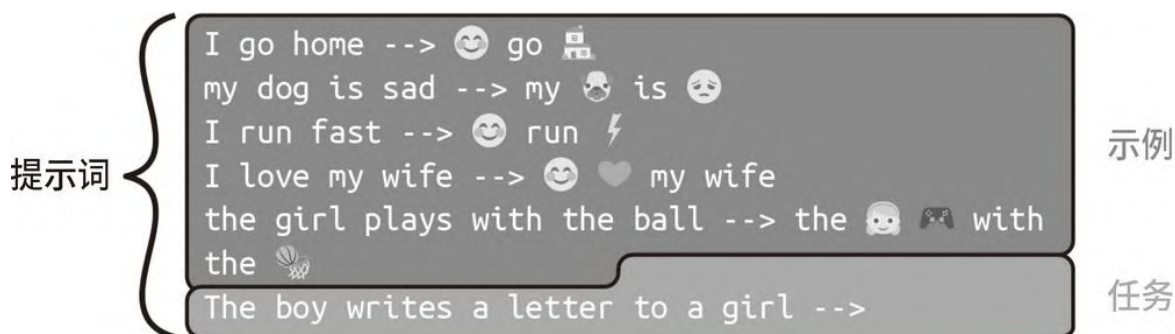 I go home --> 😊 go 🏠
my dog is sad --> my 🐶 is 😞
I run fast --> 😊 run ⚡
I love my wife --> 😊 ❤ my wife
the girl plays with the ball --> the 👧 🎮 with
the 🏀
The boy writes a letter to a girl -->
提示词
示例
任务